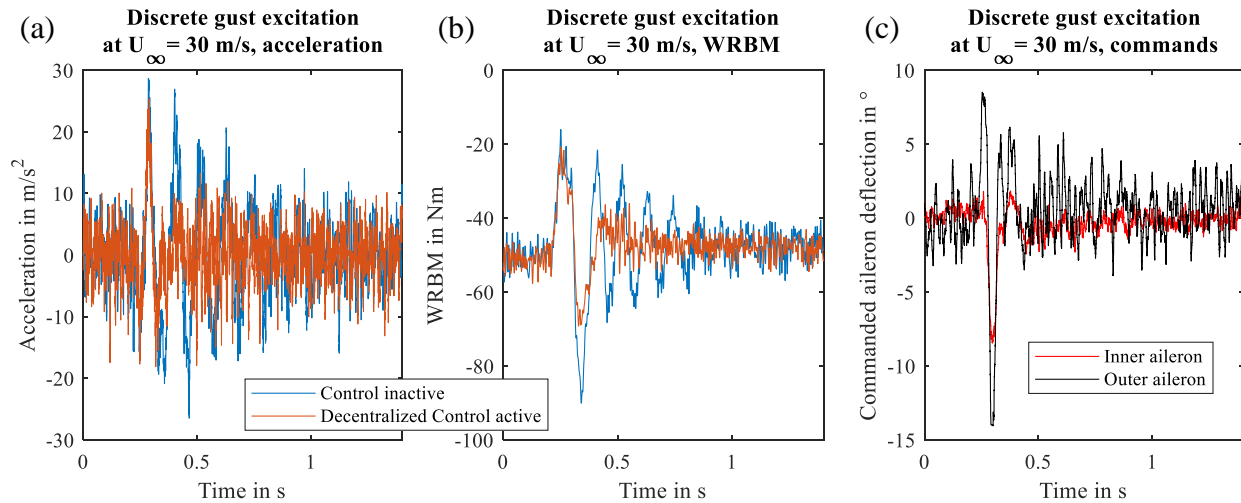 (a)
Discrete gust excitation
at U∞ = 30 m/s, acceleration
30
20
10
0
-10
-20
-30
Acceleration in m/s²
0
0.5
1
Time in s
(b)
Discrete gust excitation
at U∞ = 30 m/s, WRBM
0
-20
-40
-60
-80
-100
WRBM in Nm
0
0.5
1
Time in s
Control inactive
Decentralized Control active
(c)
Discrete gust excitation
at U∞ = 30 m/s, commands
10
5
0
-5
-10
-15
Commanded aileron deflection in °
Inner aileron
Outer aileron
0
0.5
1
Time in s